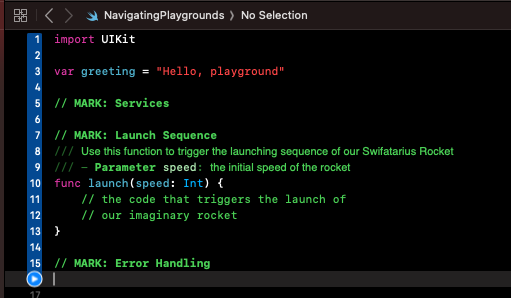 NavigatingPlaygrounds › No Selection
1 import UIKit
2
3 var greeting = "Hello, playground"
4
5 // MARK: Services
6
7 // MARK: Launch Sequence
8 /// Use this function to trigger the launching sequence of our Swifatarius Rocket
9 /// - Parameter speed: the initial speed of the rocket
10 func launch(speed: Int) {
11 // the code that triggers the launch of
12 // our imaginary rocket
13 }
14
15 // MARK: Error Handling
17